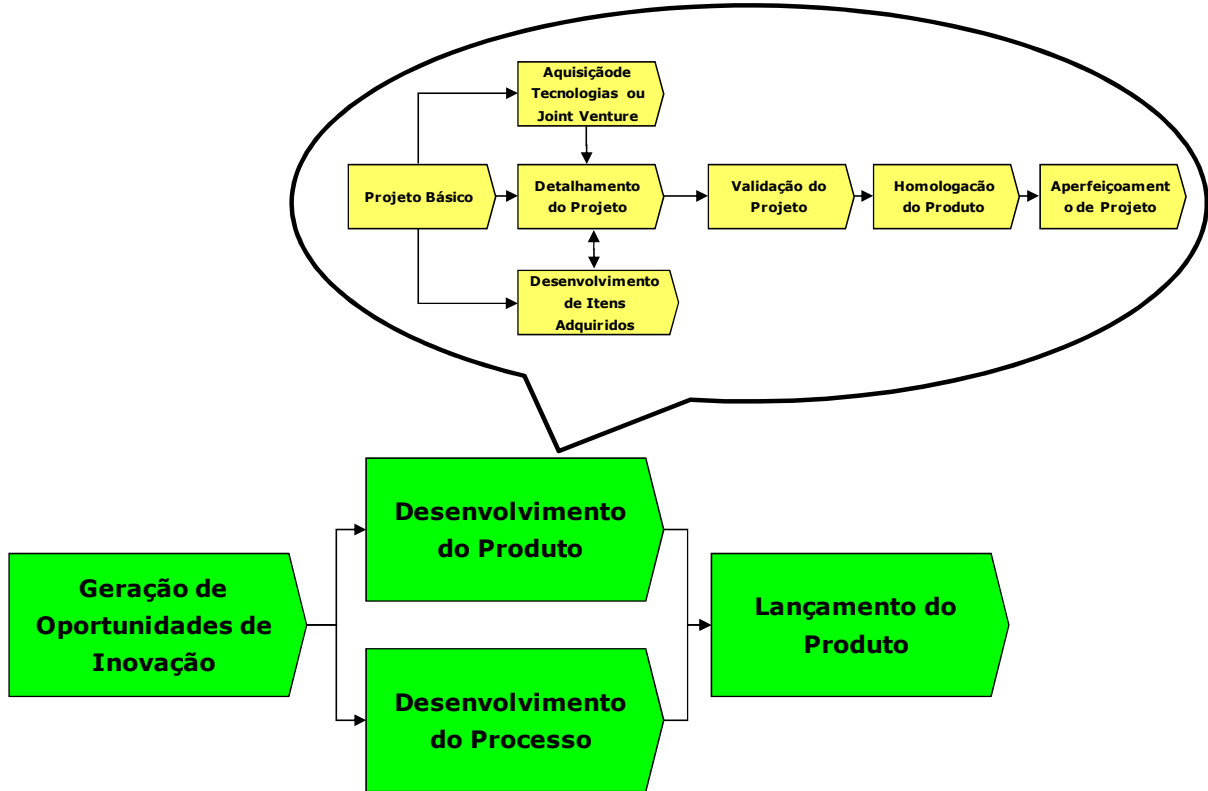 Aquisiçãode
Tecnologias ou
Joint Venture
Projeto Básico
Detalhamento
do Projeto
Validação do
Projeto
Homologacão
do Produto
Aperfeiçoament
o de Projeto
Desenvolvimento
de Itens
Adquiridos
Desenvolvimento
do Produto
Geração de
Oportunidades de
Inovação
Lançamento do
Produto
Desenvolvimento
do Processo